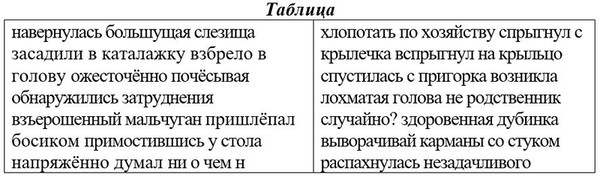 Таблица
навернулась большущая слезища
засадили в каталажку взбрело в
голову ожесточённо почёсывая
обнаружились затруднения
взъерошенный мальчуган пришлёпал
босиком примостившись у стола
напряжённо думал ни о чем н
хлопотать по хозяйству спрыгнул с
крылечка вспрыгнул на крыльцо
спустилась с пригорка возникла
лохматая голова не родственник
случайно? здоровенная дубинка
выворачивай карманы со стуком
распахнулась незадачливого